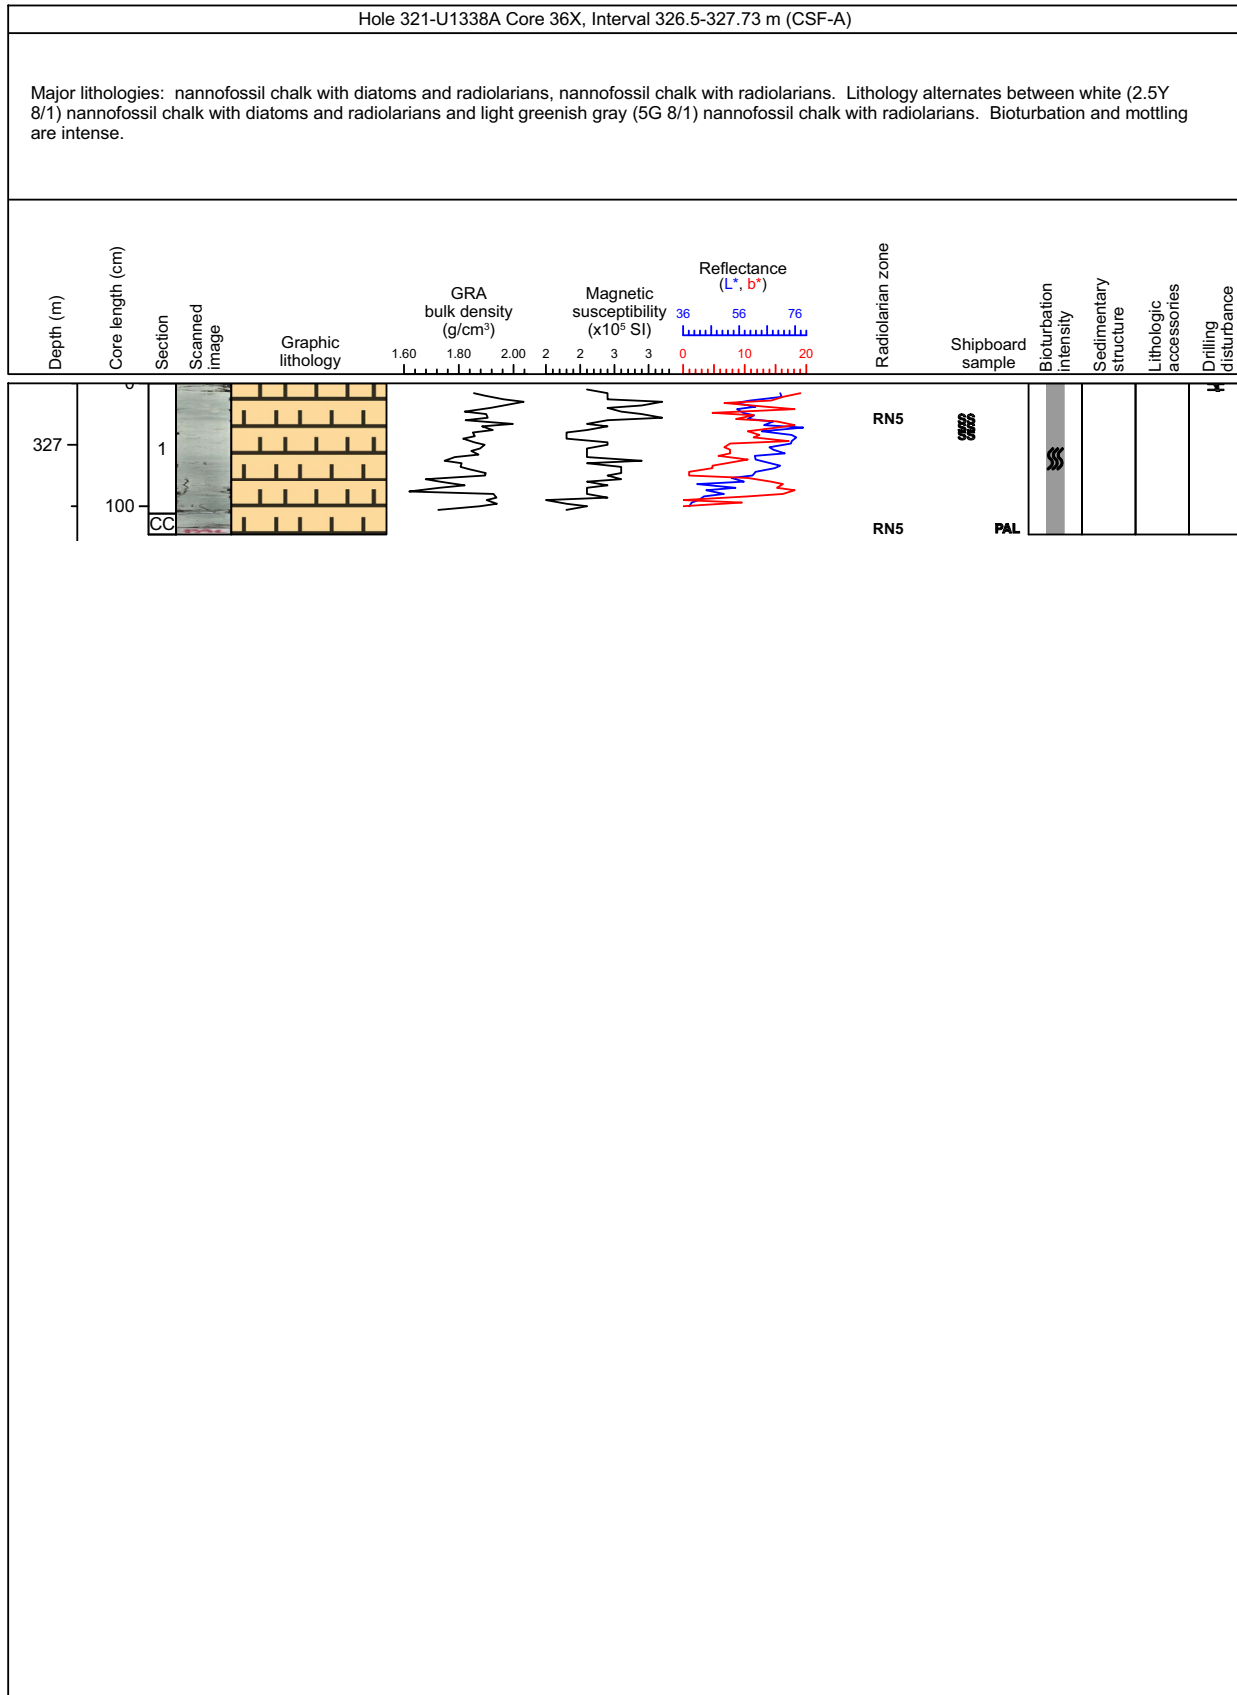 Hole 321-U1338A Core 36X, Interval 326.5-327.73 m (CSF-A)
Major lithologies: nannofossil chalk with diatoms and radiolarians, nannofossil chalk with radiolarians. Lithology alternates between white (2.5Y
8/1) nannofossil chalk with diatoms and radiolarians and light greenish gray (5G 8/1) nannofossil chalk with radiolarians. Bioturbation and mottling
are intense.
Depth (m)
Core length (cm)
Section
Scanned
image
Graphic
lithology
GRA
bulk density
(g/cm³)
1.60 1.80 2.00
Magnetic
susceptibility
(x10⁵ SI)
2 2 3 3
Reflectance
(L*, b*)
36 56 76
0 10 20
Radiolarian zone
Shipboard
sample
Bioturbation
intensity
Sedimentary
structure
Lithologic
accessories
Drilling
disturbance
0
327
100
1
CC
RN5
SS
SS
RN5
PAL